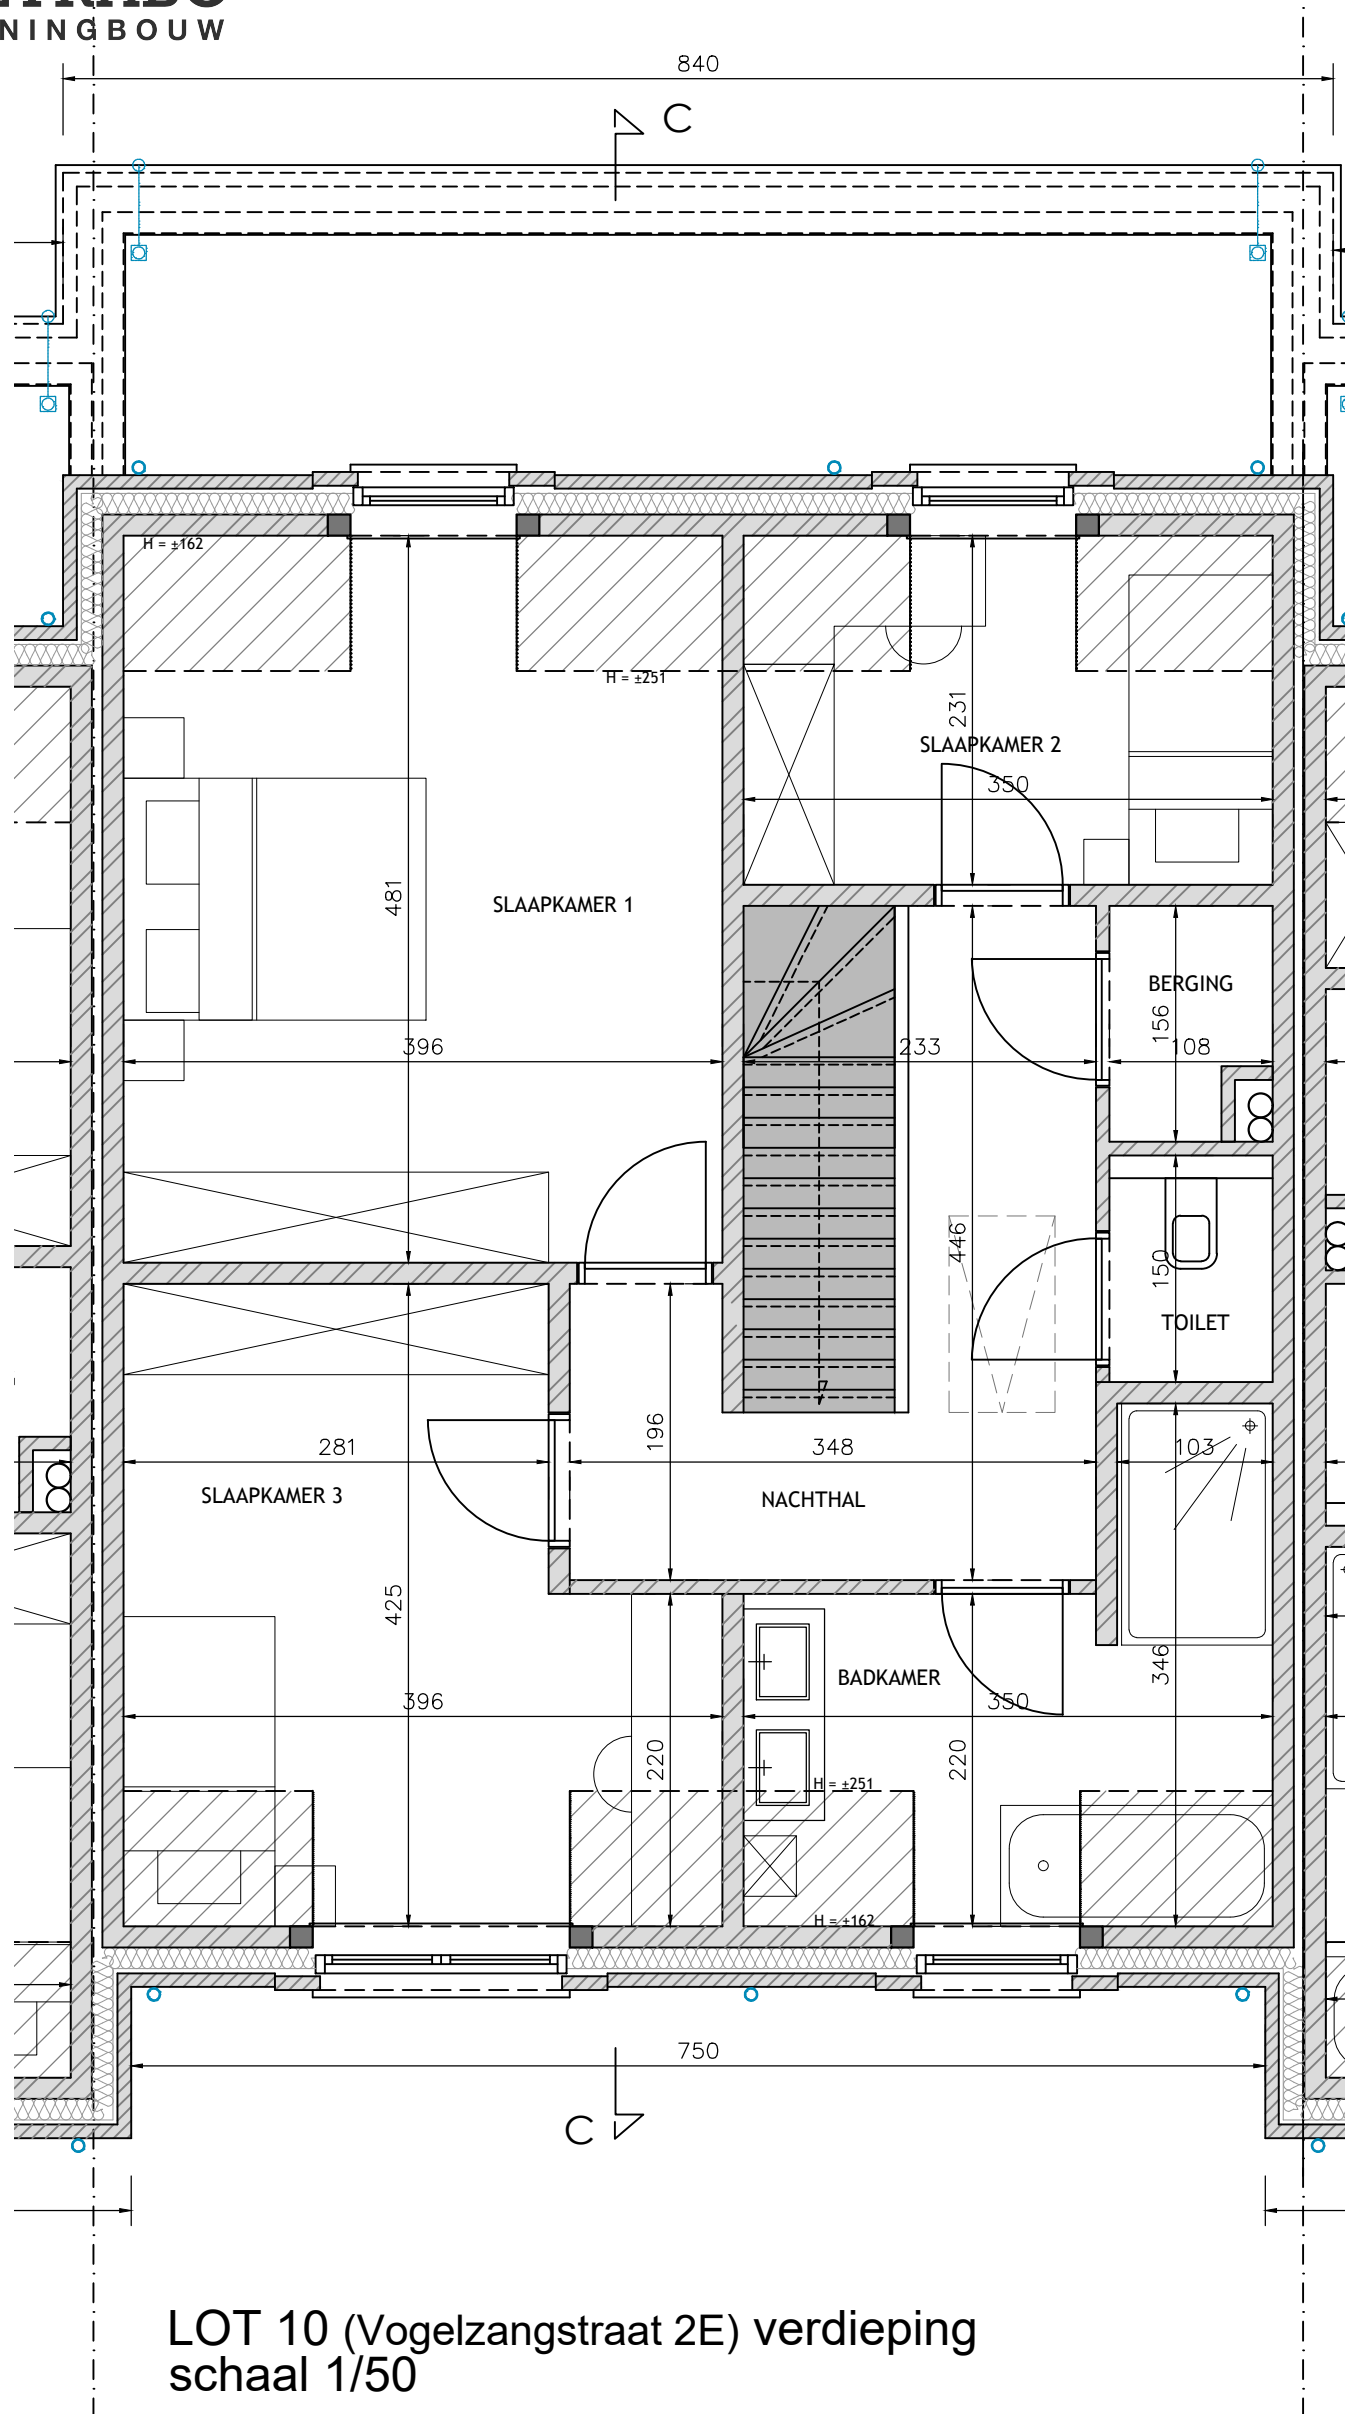 NINGBOUW
840
C
H = ±162
H = ±251
231
SLAAPKAMER 2
350
481
SLAAPKAMER 1
BERGING
156
396
233
108
446
150
TOILET
196
281
348
103
SLAAPKAMER 3
NACHTHAL
425
346
BADKAMER
396
350
220
220
H = ±251
H = ±162
750
C
LOT 10 (Vogelzangstraat 2E) verdieping
schaal 1/50